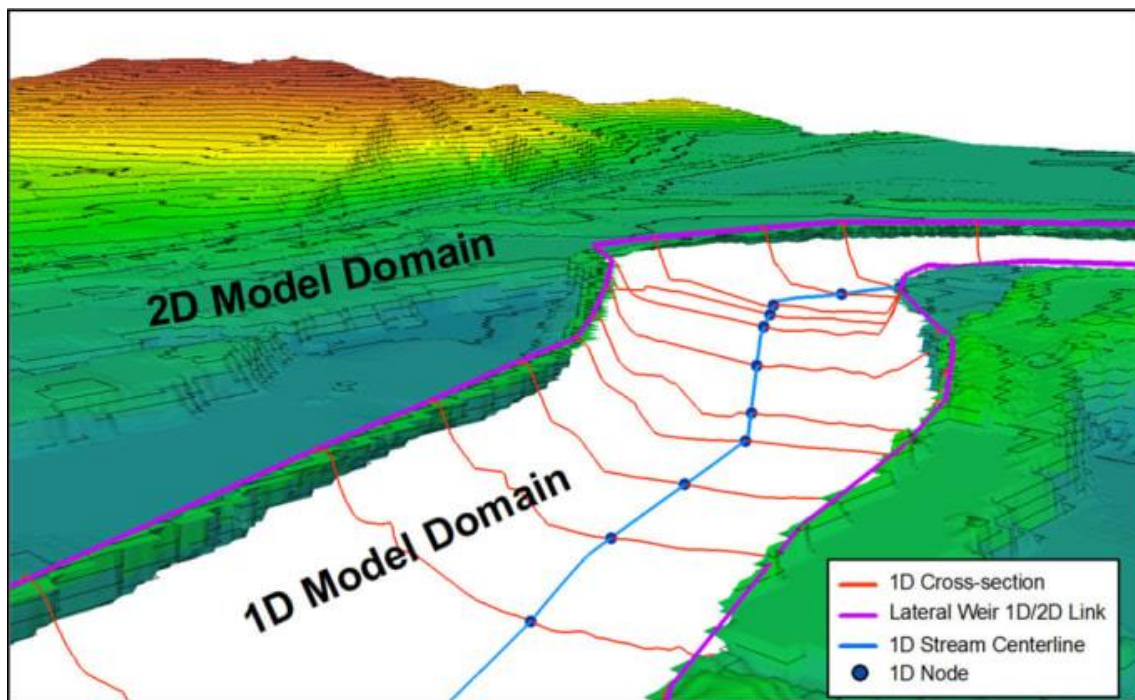 2D Model Domain
1D Model Domain
1D Cross-section
Lateral Weir 1D/2D Link
1D Stream Centerline
1D Node